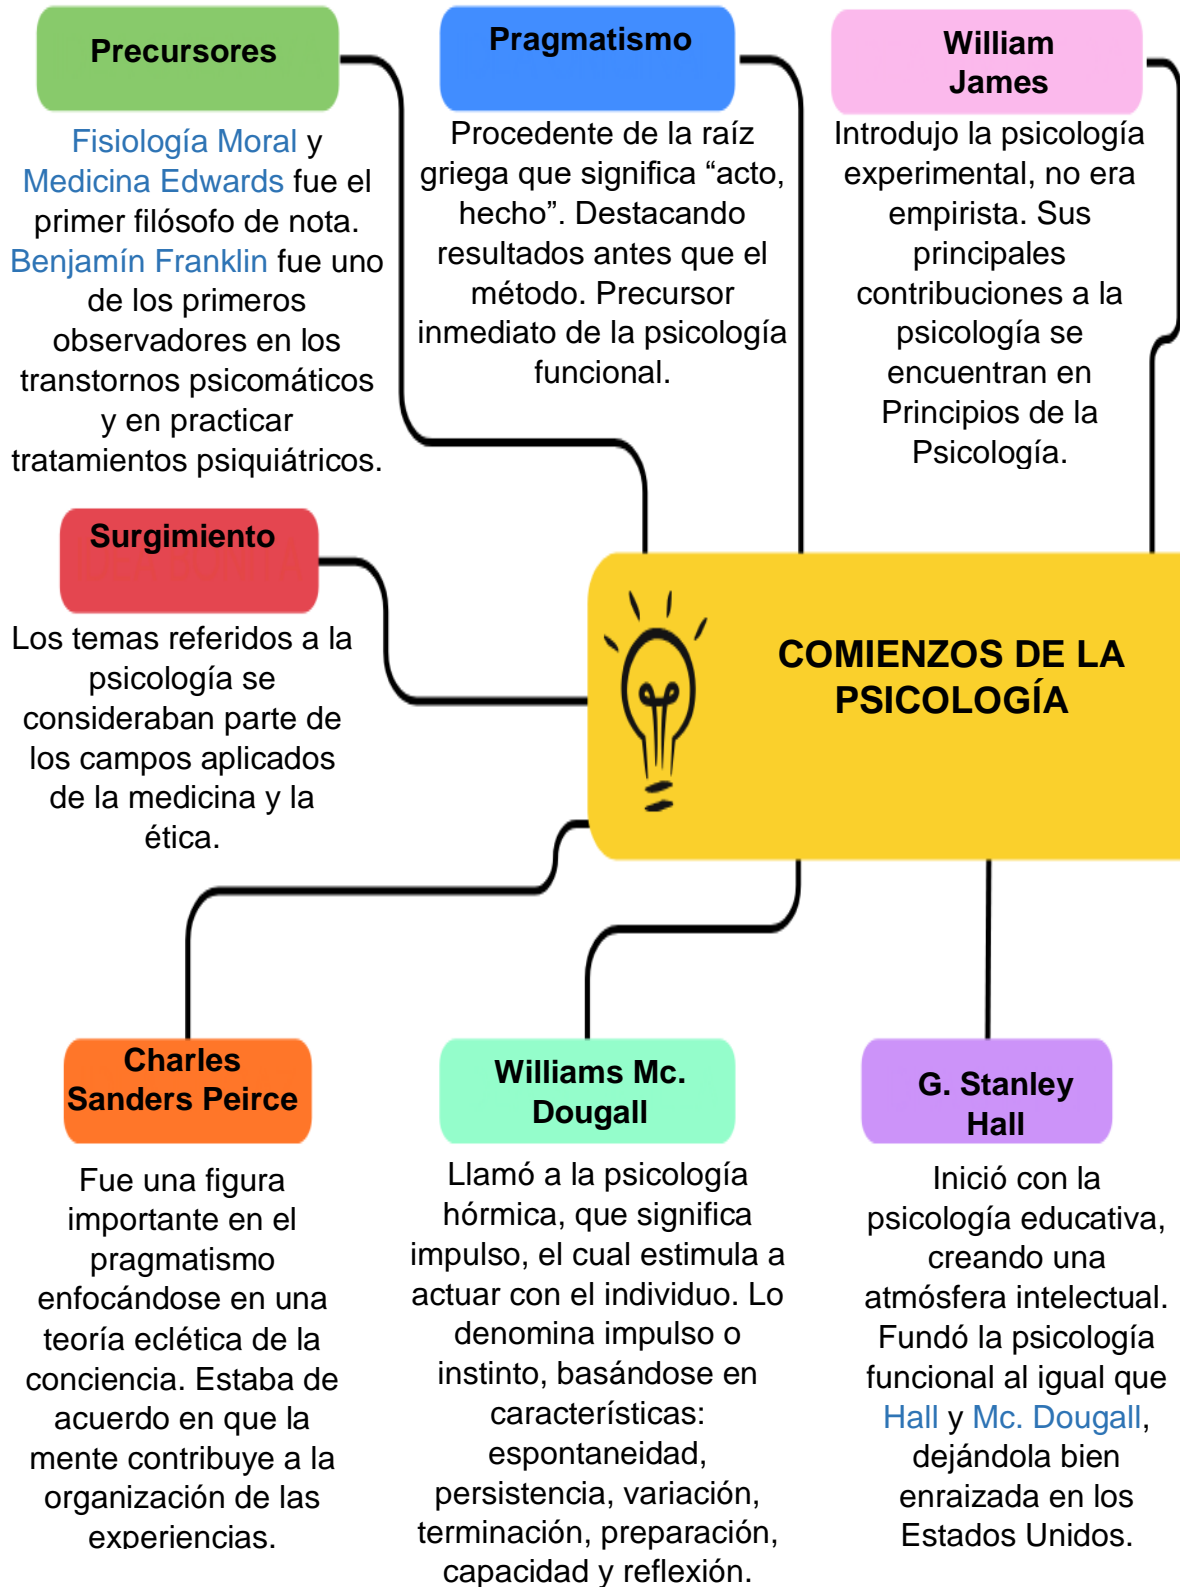 Precursores
Fisiología Moral y
Medicina Edwards fue el
primer filósofo de nota.
Benjamín Franklin fue uno
de los primeros
observadores en los
transtornos psicomáticos
y en practicar
tratamientos psiquiátricos.
Pragmatismo
Procedente de la raíz
griega que significa “acto,
hecho”. Destacando
resultados antes que el
método. Precursor
inmediato de la psicología
funcional.
William
James
Introdujo la psicología
experimental, no era
empirista. Sus
principales
contribuciones a la
psicología se
encuentran en
Principios de la
Psicología.
Surgimiento
Los temas referidos a la
psicología se
consideraban parte de
los campos aplicados
de la medicina y la
ética.
COMIENZOS DE LA
PSICOLOGÍA
Charles
Sanders Peirce
Fue una figura
importante en el
pragmatismo
enfocándose en una
teoría eclética de la
conciencia. Estaba de
acuerdo en que la
mente contribuye a la
organización de las
experiencias.
Williams Mc.
Dougall
Llamó a la psicología
hórmica, que significa
impulso, el cual estimula a
actuar con el individuo. Lo
denomina impulso o
instinto, basándose en
características:
espontaneidad,
persistencia, variación,
terminación, preparación,
capacidad y reflexión.
G. Stanley
Hall
Inició con la
psicología educativa,
creando una
atmósfera intelectual.
Fundó la psicología
funcional al igual que
Hall y Mc. Dougall,
dejándola bien
enraizada en los
Estados Unidos.